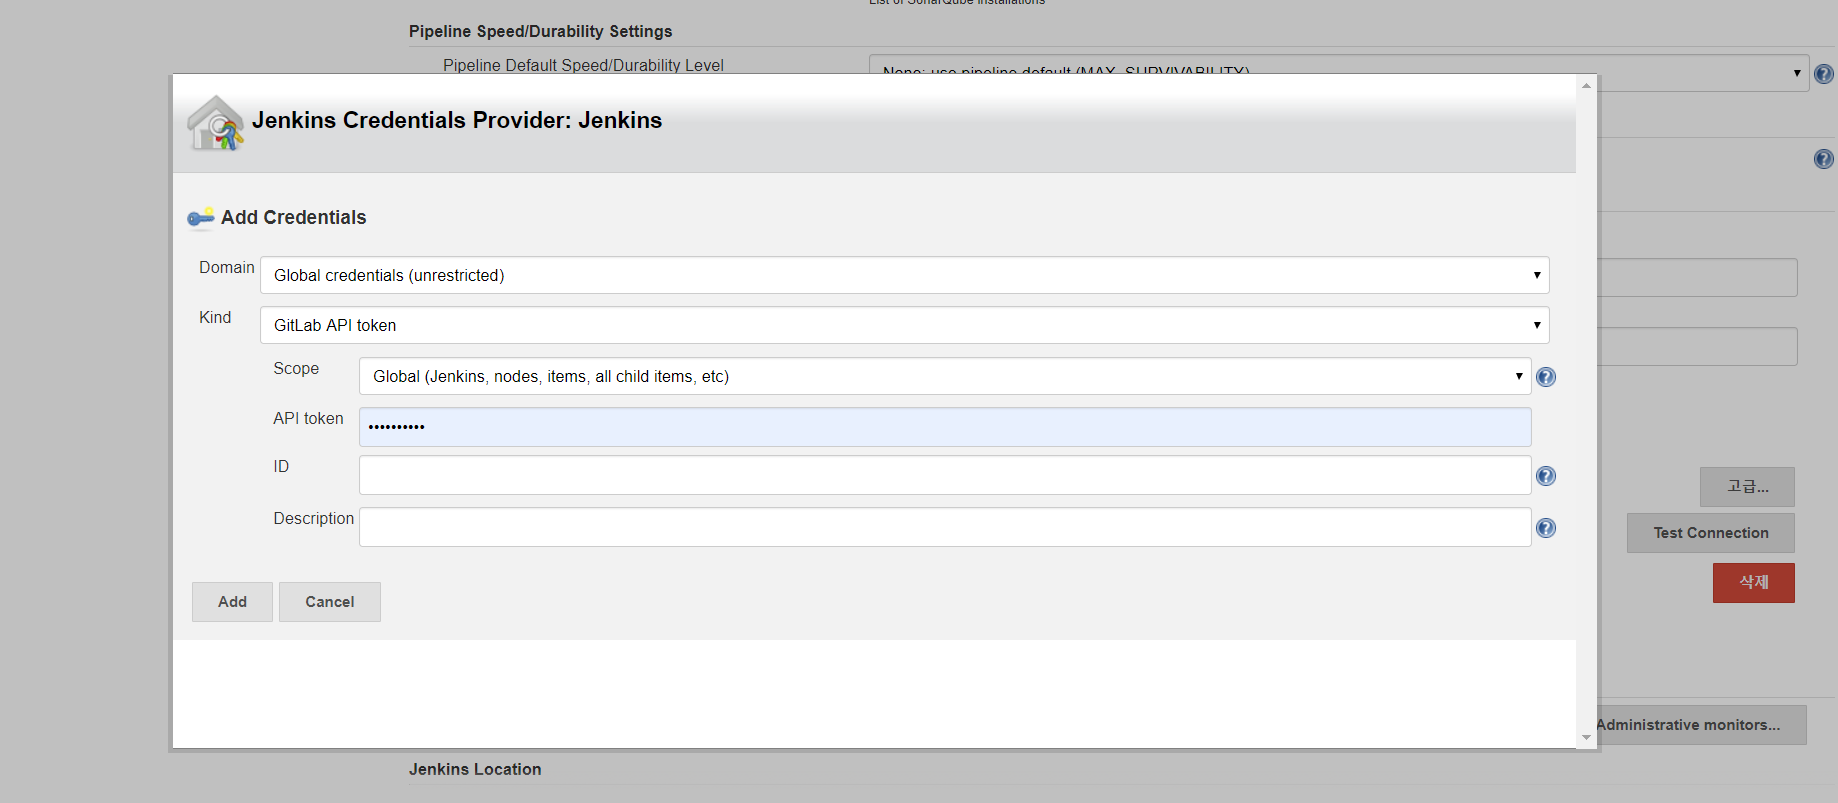 List of SonarQube installations
Pipeline Speed/Durability Settings
Pipeline Default Speed/Durability Level
None: use pipeline default (MAX_SURVIVABILITY)
Jenkins Credentials Provider: Jenkins
Add Credentials
Domain
Global credentials (unrestricted)
Kind
GitLab API token
Scope
Global (Jenkins, nodes, items, all child items, etc)
API token
••••••••••
ID
고급...
Description
Test Connection
삭제
Add
Cancel
Administrative monitors...
Jenkins Location